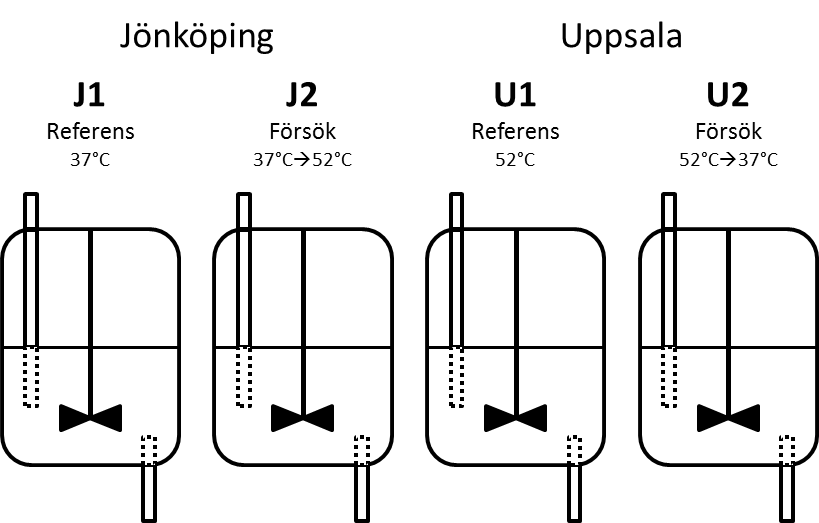 Jönköping
Uppsala
J1
J2
U1
U2
Referens
Försök
Referens
Försök
37°C
37°C→52°C
52°C
52°C→37°C